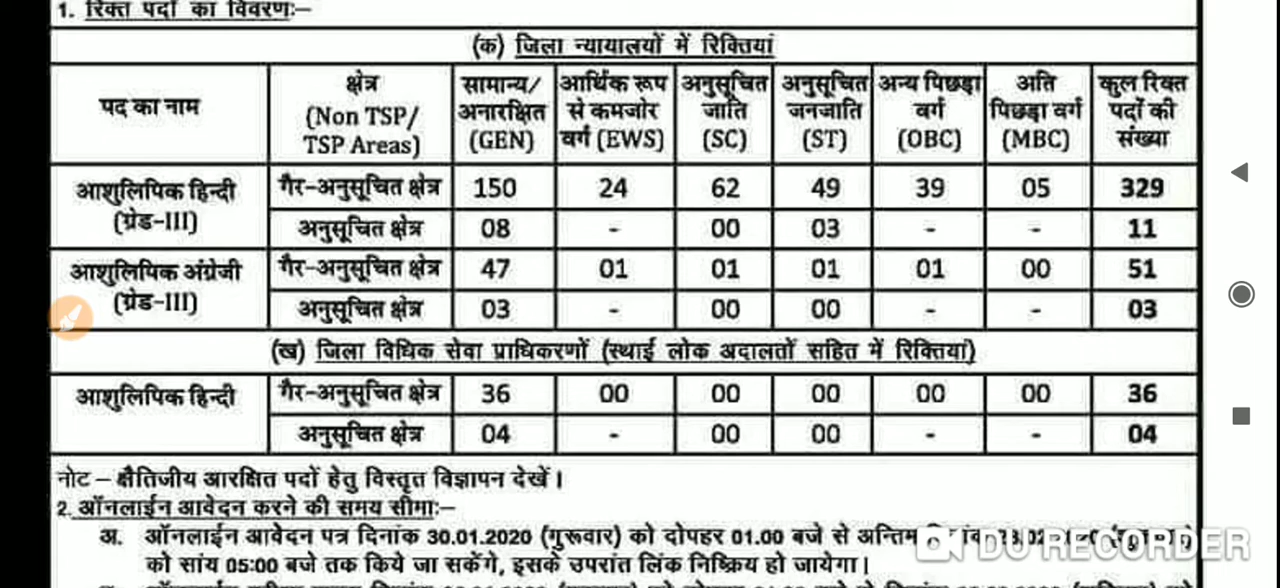 1. रिक्त पदों का विवरणः–
(क) जिला न्यायालयों में रिक्तियां
पद का नाम क्षेत्र (Non TSP/ TSP Areas) सामान्य/ अनारक्षित (GEN) आर्थिक रूप से कमजोर वर्ग (EWS) अनुसूचित जाति (SC) अनुसूचित जनजाति (ST) अन्य पिछड़ा वर्ग (OBC) अति पिछड़ा वर्ग (MBC) कुल रिक्त पदों की संख्या
आशुलिपिक हिन्दी (ग्रेड–III) गैर–अनुसूचित क्षेत्र 150 24 62 49 39 05 329
अनुसूचित क्षेत्र 08 - 00 03 - - 11
आशुलिपिक अंग्रेजी (ग्रेड–III) गैर–अनुसूचित क्षेत्र 47 01 01 01 01 00 51
अनुसूचित क्षेत्र 03 - 00 00 - - 03
(ख) जिला विधिक सेवा प्राधिकरणों (स्थाई लोक अदालतों सहित में रिक्तियां)
आशुलिपिक हिन्दी गैर–अनुसूचित क्षेत्र 36 00 00 00 00 00 36
अनुसूचित क्षेत्र 04 - 00 00 - - 04
नोट – क्षैतिजीय आरक्षित पदों हेतु विस्तृत विज्ञापन देखें।
2. ऑनलाईन आवेदन करने की समय सीमाः–
अ. ऑनलाईन आवेदन पत्र दिनांक 30.01.2020 (गुरूवार) को दोपहर 01.00 बजे से अन्तिम
को सांय 05:00 बजे तक किये जा सकेंगे, इसके उपरांत लिंक निष्क्रिय हो जायेगा।
DU RECORDER